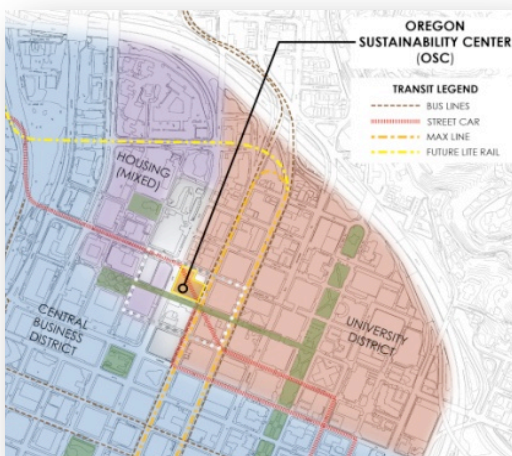 OREGON
SUSTAINABILITY CENTER
(OSC)
TRANSIT LEGEND
BUS LINES
STREET CAR
MAX LINE
FUTURE LITE RAIL
HOUSING
(MIXED)
CENTRAL
BUSINESS
DISTRICT
UNIVERSITY
DISTRICT